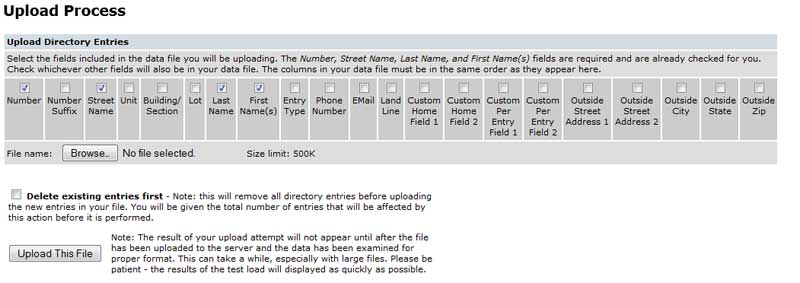 Upload Process
Upload Directory Entries
Select the fields included in the data file you will be uploading. The Number, Street Name, Last Name, and First Name(s) fields are required and are already checked for you.
Check whichever other fields will also be in your data file. The columns in your data file must be in the same order as they appear here.
Number
Number Suffix
Street Name
Unit
Building/ Section
Lot
Last Name
First Name(s)
Entry Type
Phone Number
EMail
Land Line
Custom Home Field 1
Custom Home Field 2
Custom Per Entry Field 1
Custom Per Entry Field 2
Outside Street Address 1
Outside Street Address 2
Outside City
Outside State
Outside Zip
File name: Browse.. No file selected. Size limit: 500K
Delete existing entries first - Note: this will remove all directory entries before uploading
the new entries in your file. You will be given the total number of entries that will be affected by
this action before it is performed.
Upload This File
Note: The result of your upload attempt will not appear until after the file
has been uploaded to the server and the data has been examined for
proper format. This can take a while, especially with large files. Please be
patient - the results of the test load will displayed as quickly as possible.